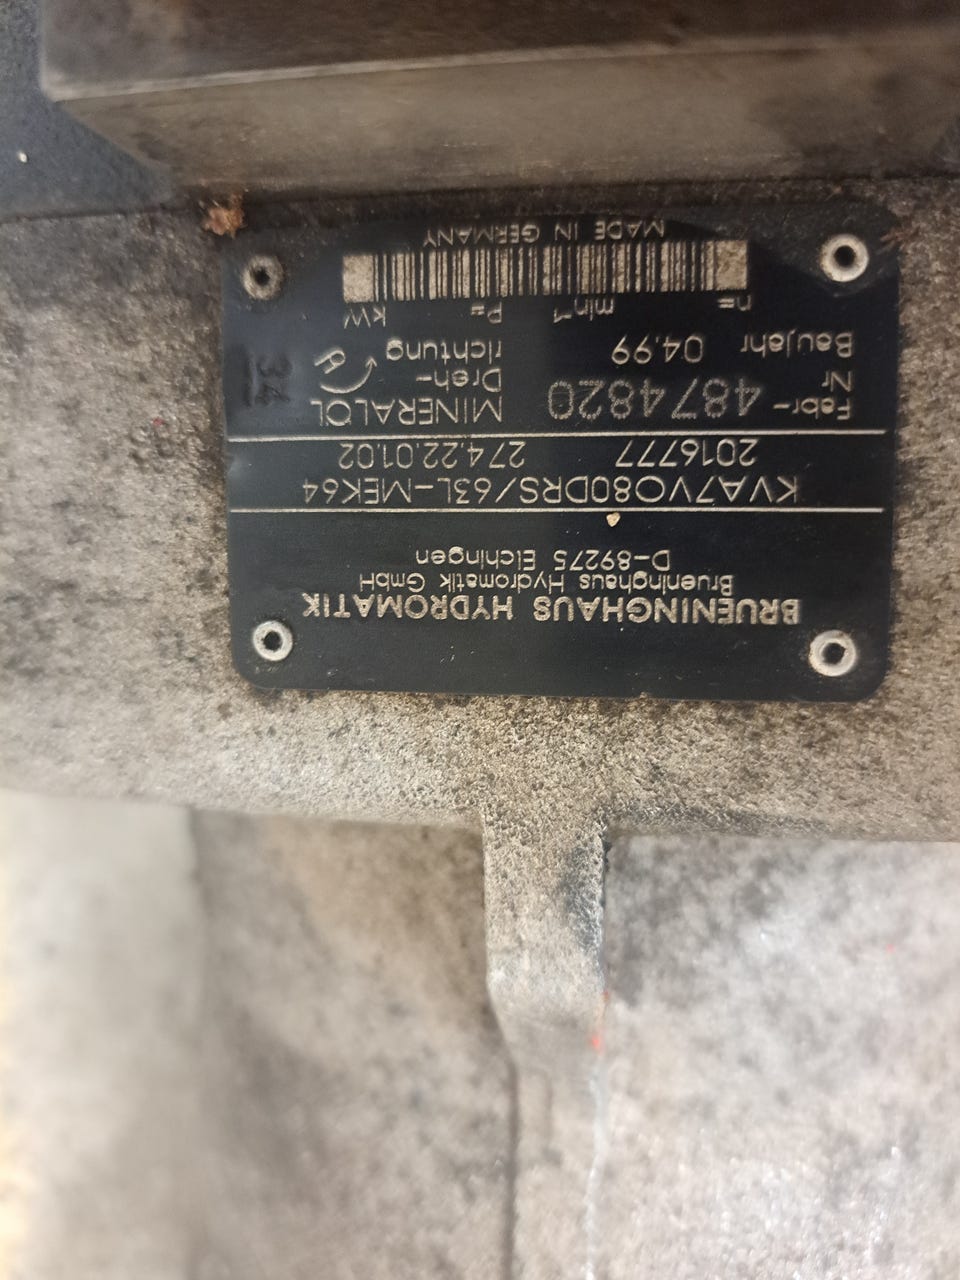 BRUENINGHAUS HYDROMATIK
Brueninghaus Hydromatik GmbH
D-89275 Elchingen
KVA7VO80DRS/63L-MEK64
2016777 274.22.01.02
Fabr-Nr 4874820 MINERALÖL
Baujahr 04.99 Dreh-richtung
n= min⁻¹ P= kW
MADE IN GERMANY
34